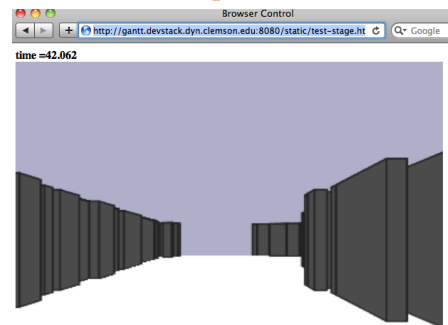 Browser Control
http://gantt.devstack.dyn.clemson.edu:8080/static/test-stage.ht
Google
time =42.062